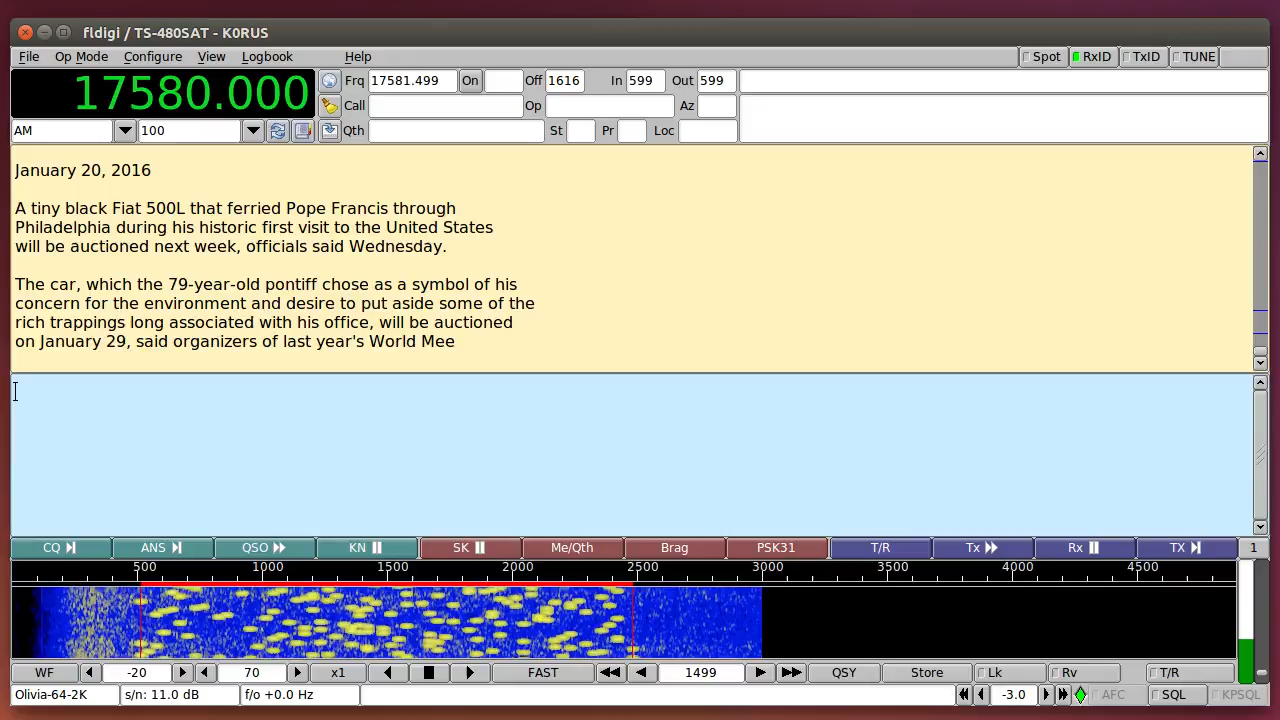 fldigi / TS-480SAT - K0RUS
File Op Mode Configure View Logbook Help Spot RxID TxID TUNE
17580.000 Frq 17581.499 On Off 1616 In 599 Out 599
Call Op Az
AM 100 Qth St Pr Loc
January 20, 2016
A tiny black Fiat 500L that ferried Pope Francis through
Philadelphia during his historic first visit to the United States
will be auctioned next week, officials said Wednesday.
The car, which the 79-year-old pontiff chose as a symbol of his
concern for the environment and desire to put aside some of the
rich trappings long associated with his office, will be auctioned
on January 29, said organizers of last year's World Mee
CQ ANS QSO KN SK Me/Qth Brag PSK31 T/R Tx Rx TX 1
500 1000 1500 2000 2500 3000 3500 4000 4500
WF -20 70 x1 FAST 1499 QSY Store Lk Rv T/R
Olivia-64-2K s/n: 11.0 dB f/o +0.0 Hz -3.0 AFC SQL KPSQL